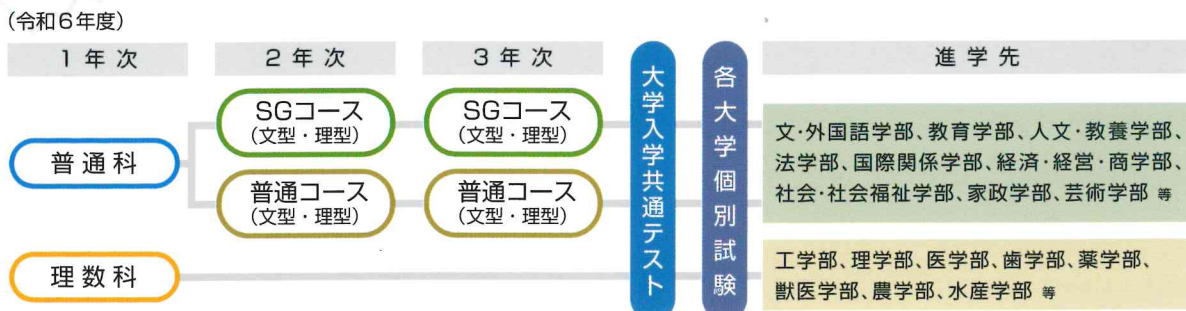 (令和6年度)
1年次
2年次
3年次
進学先
普通科
SGコース
(文型・理型)
SGコース
(文型・理型)
普通コース
(文型・理型)
普通コース
(文型・理型)
理数科
大学入学共通テスト
各大学個別試験
文・外国語学部、教育学部、人文・教養学部、
法学部、国際関係学部、経済・経営・商学部、
社会・社会福祉学部、家政学部、芸術学部 等
工学部、理学部、医学部、歯学部、薬学部、
獣医学部、農学部、水産学部 等